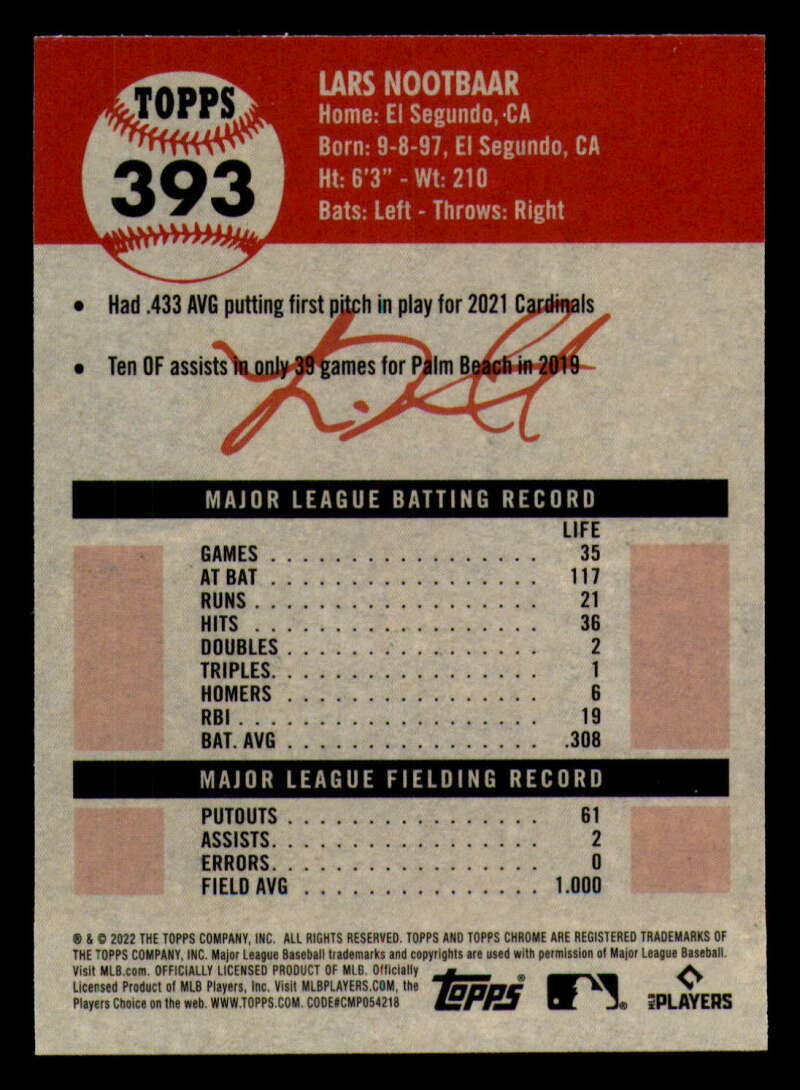 TOPPS
393
LARS NOOTBAAR
Home: El Segundo, CA
Born: 9-8-97, El Segundo, CA
Ht: 6'3" - Wt: 210
Bats: Left - Throws: Right
• Had .433 AVG putting first pitch in play for 2021 Cardinals
• Ten OF assists in only 39 games for Palm Beach in 2019
MAJOR LEAGUE BATTING RECORD
LIFE
GAMES . . . . . . . . . . . . . . . . . 35
AT BAT . . . . . . . . . . . . . . . . . 117
RUNS . . . . . . . . . . . . . . . . . . 21
HITS . . . . . . . . . . . . . . . . . . 36
DOUBLES . . . . . . . . . . . . . . . . 2
TRIPLES. . . . . . . . . . . . . . . . . 1
HOMERS . . . . . . . . . . . . . . . . 6
RBI . . . . . . . . . . . . . . . . . . . 19
BAT. AVG . . . . . . . . . . . . . . . . .308
MAJOR LEAGUE FIELDING RECORD
PUTOUTS . . . . . . . . . . . . . . . . 61
ASSISTS. . . . . . . . . . . . . . . . . 2
ERRORS. . . . . . . . . . . . . . . . . 0
FIELD AVG . . . . . . . . . . . . . . . 1.000
® & © 2022 THE TOPPS COMPANY, INC. ALL RIGHTS RESERVED. TOPPS AND TOPPS CHROME ARE REGISTERED TRADEMARKS OF
THE TOPPS COMPANY, INC. Major League Baseball trademarks and copyrights are used with permission of Major League Baseball.
Visit MLB.com. OFFICIALLY LICENSED PRODUCT OF MLB. Officially
Licensed Product of MLB Players, Inc. Visit MLBPLAYERS.COM, the
Players Choice on the web. WWW.TOPPS.COM. CODE#CMP054218
Topps®
MLB PLAYERS